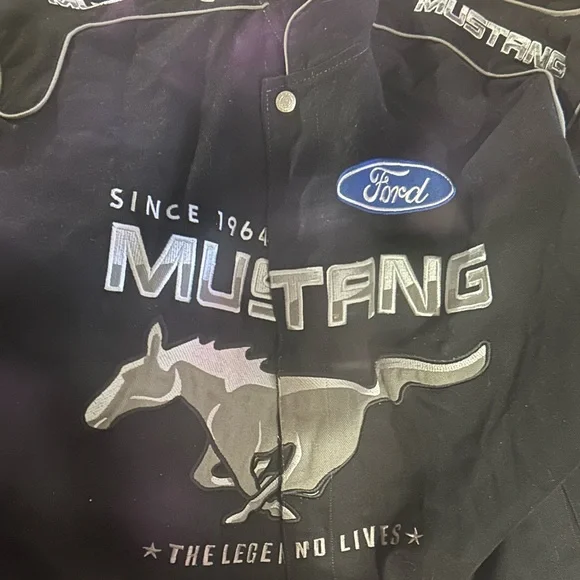 MUSTANG
Ford
SINCE 1964
MUSTANG
★ THE LEGEND LIVES ★